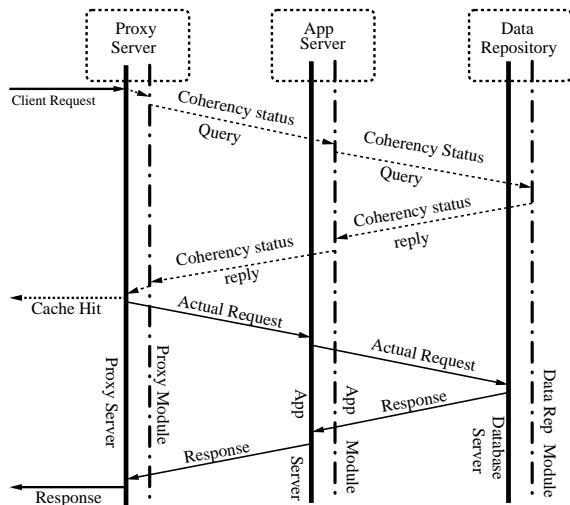 Proxy
Server
App
Server
Data
Repository
Client Request
Coherency status
Query
Coherency Status
Query
Coherency status
reply
Coherency status
reply
Cache Hit
Actual Request
Actual Request
Response
Response
Response
Proxy Server
Proxy Module
App Server
App Module
Database
Server
Data Rep Module